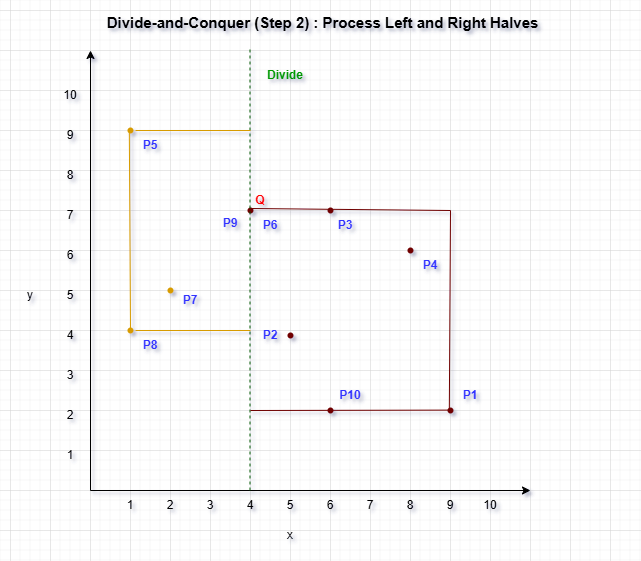 Divide-and-Conquer (Step 2) : Process Left and Right Halves
Divide
10
9
P5
8
Q
7
P9
P6
P3
6
P4
y
5
P7
4
P2
P8
3
P10
P1
2
1
1 2 3 4 5 6 7 8 9 10
x